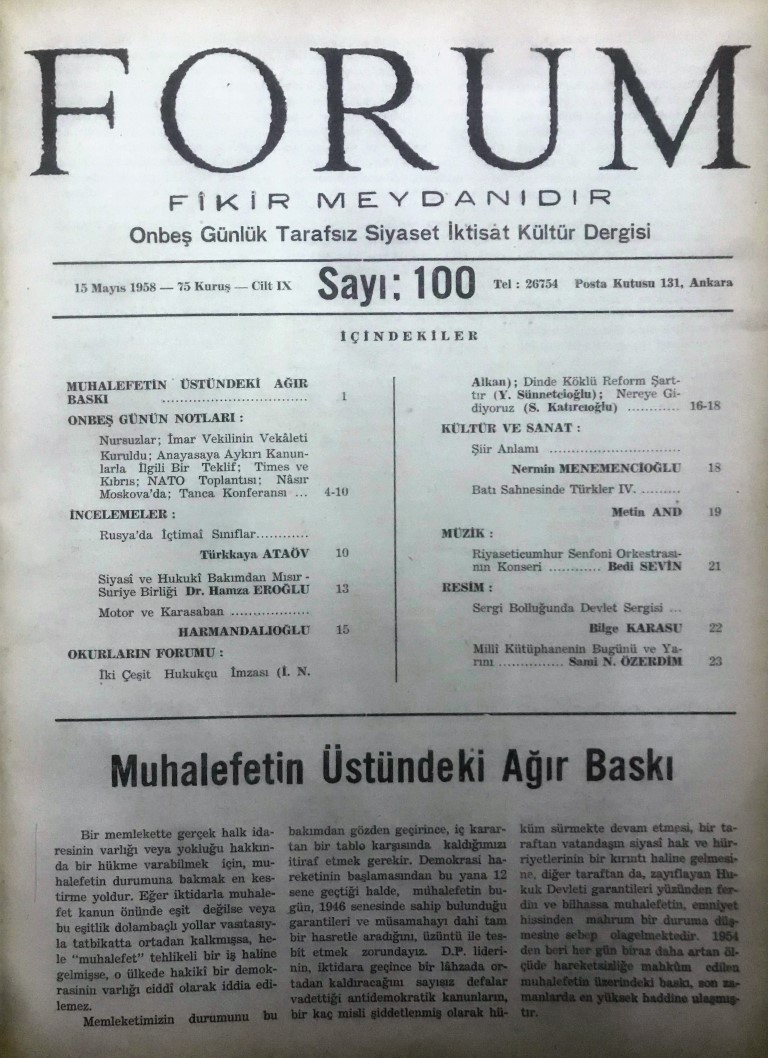 FORUM
FİKİR MEYDANIDIR
Onbeş Günlük Tarafsız Siyaset İktisat Kültür Dergisi
15 Mayıs 1958 — 75 Kuruş — Cilt IX Sayı: 100 Tel : 26754 Posta Kutusu 131, Ankara
İÇİNDEKİLER
MUHALEFETİN ÜSTÜNDEKİ AĞIR
BASKI .............................. 1
ONBEŞ GÜNÜN NOTLARI :
Nursuzlar; İmar Vekilinin Vekâleti
Kuruldu; Anayasaya Aykırı Kanun-
larla İlgili Bir Teklif; Times ve
Kıbrıs; NATO Toplantısı; Nâsır
Moskova'da; Tanca Konferansı ... 4-10
İNCELEMELER :
Rusya'da İçtimaî Sınıflar............
Türkkaya ATAÖV 10
Siyasî ve Hukukî Bakımdan Mısır -
Suriye Birliği Dr. Hamza EROĞLU 13
Motor ve Karasaban ..................
HARMANDALIOĞLU 15
OKURLARIN FORUMU :
İki Çeşit Hukukçu İmzası (İ. N.
Alkan); Dinde Köklü Reform Şart-
tır (Y. Sünnetcioğlu); Nereye Gi-
diyoruz (S. Katırcıoğlu) ............ 16-18
KÜLTÜR VE SANAT :
Şiir Anlamı ..............................
Nermin MENEMENCİOĞLU 18
Batı Sahnesinde Türkler IV. .........
Metin AND 19
MÜZİK :
Riyaseticumhur Senfoni Orkestrası-
nın Konseri ............ Bedi SEVİN 21
RESİM :
Sergi Bolluğunda Devlet Sergisi ...
Bilge KARASU 22
Millî Kütüphanenin Bugünü ve Ya-
rını ............... Sami N. ÖZERDİM 23
Muhalefetin Üstündeki Ağır Baskı
Bir memlekette gerçek halk ida-
resinin varlığı veya yokluğu hakkın-
da bir hükme varabilmek için, mu-
halefetin durumuna bakmak en kes-
tirme yoldur. Eğer iktidarla muhale-
fet kanun önünde eşit değilse veya
bu eşitlik dolambaçlı yollar vasıtasıy-
la tatbikatta ortadan kalkmışsa, he-
le "muhalefet" tehlikeli bir iş haline
gelmişse, o ülkede hakikî bir demok-
rasinin varlığı ciddî olarak iddia edi-
lemez.
Memleketimizin durumunu bu
bakımdan gözden geçirince, iç karar-
tan bir tablo karşısında kaldığımızı
itiraf etmek gerekir. Demokrasi ha-
reketinin başlamasından bu yana 12
sene geçtiği halde, muhalefetin bu-
gün, 1946 senesinde sahip bulunduğu
garantileri ve müsamahayı dahi tam
bir hasretle aradığını, üzüntü ile tes-
bit etmek zorundayız. D.P. lideri-
nin, iktidara geçince bir lâhzada or-
tadan kaldıracağını sayısız defalar
vadettiği antidemokratik kanunların,
bir kaç misli şiddetlenmiş olarak hü-
küm sürmekte devam etmesi, bir ta-
raftan vatandaşın siyasî hak ve hür-
riyetlerinin bir kırıntı haline gelmesi-
ne, diğer taraftan da, zayıflayan Hu-
kuk Devleti garantileri yüzünden fer-
din ve bilhassa muhalefetin, emniyet
hissinden mahrum bir duruma düş-
mesine sebep olagelmektedir. 1954
den beri her gün biraz daha artan öl-
çüde hareketsizliğe mahkûm edilen
muhalefetin üzerindeki baskı, son za-
manlarda en yüksek haddine ulaşmış-
tır.